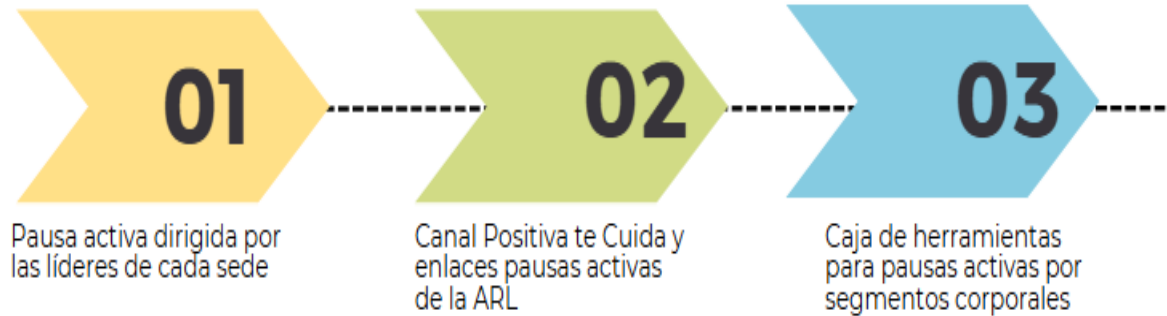 01
Pausa activa dirigida por
las líderes de cada sede
02
Canal Positiva te Cuida y
enlaces pausas activas
de la ARL
03
Caja de herramientas
para pausas activas por
segmentos corporales